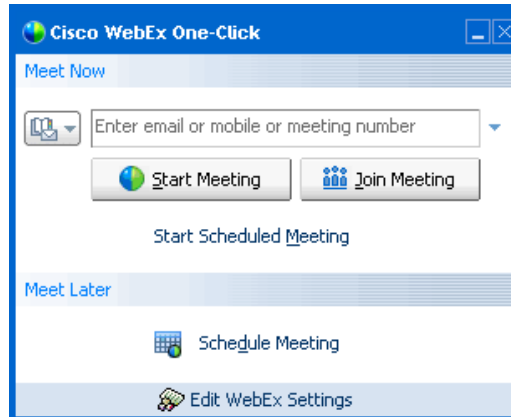 Cisco WebEx One-Click
Meet Now
Enter email or mobile or meeting number
Start Meeting
Join Meeting
Start Scheduled Meeting
Meet Later
Schedule Meeting
Edit WebEx Settings